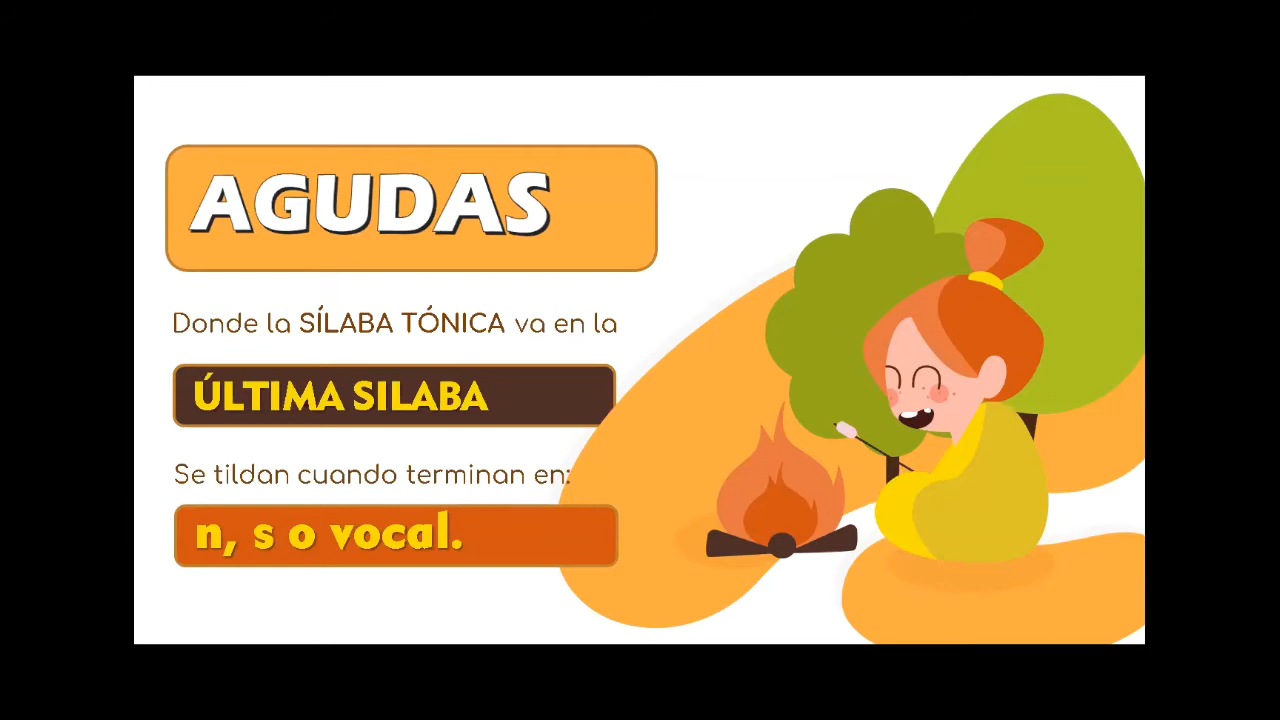 AGUDAS
Donde la SÍLABA TÓNICA va en la
ÚLTIMA SILABA
Se tildan cuando terminan en:
n, s o vocal.